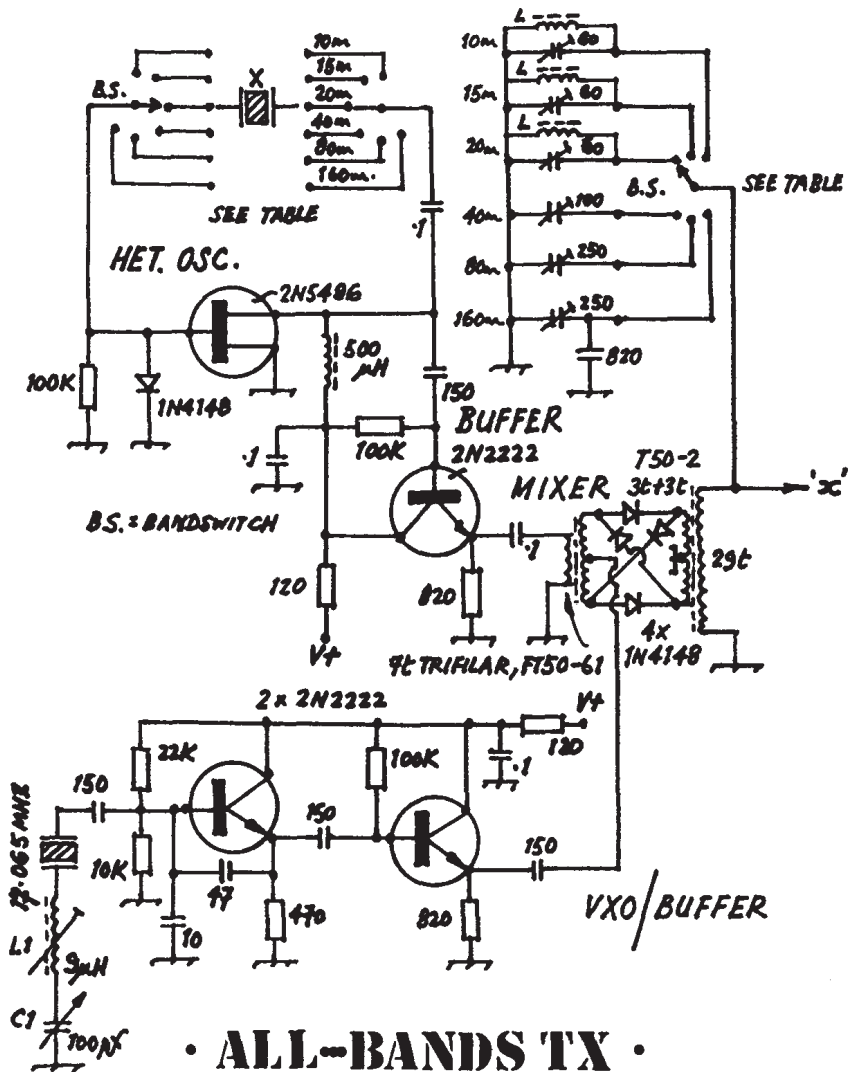 10m
15m
20m
40m
80m
160m.
B.S.
X
SEE TABLE
.1
HET. OSC.
2N5486
100K
1N4148
500
µH
150
BUFFER
100K
2N2222
.1
B.S. = BANDSWITCH
120
V+
820
.1
MIXER
T50-2
3t+3t
29t
'X'
4x
1N4148
7t TRIFILAR, FT50-61
L
10m
60
L
15m
60
L
20m
60
B.S.
SEE TABLE
40m
100
80m
250
160m
250
820
2 x 2N2222
V+
120
.1
22K
100K
150
150
10K
47
10
470
820
150
VXO/BUFFER
L1
9µH
C1
100pf
• ALL-BANDS TX •